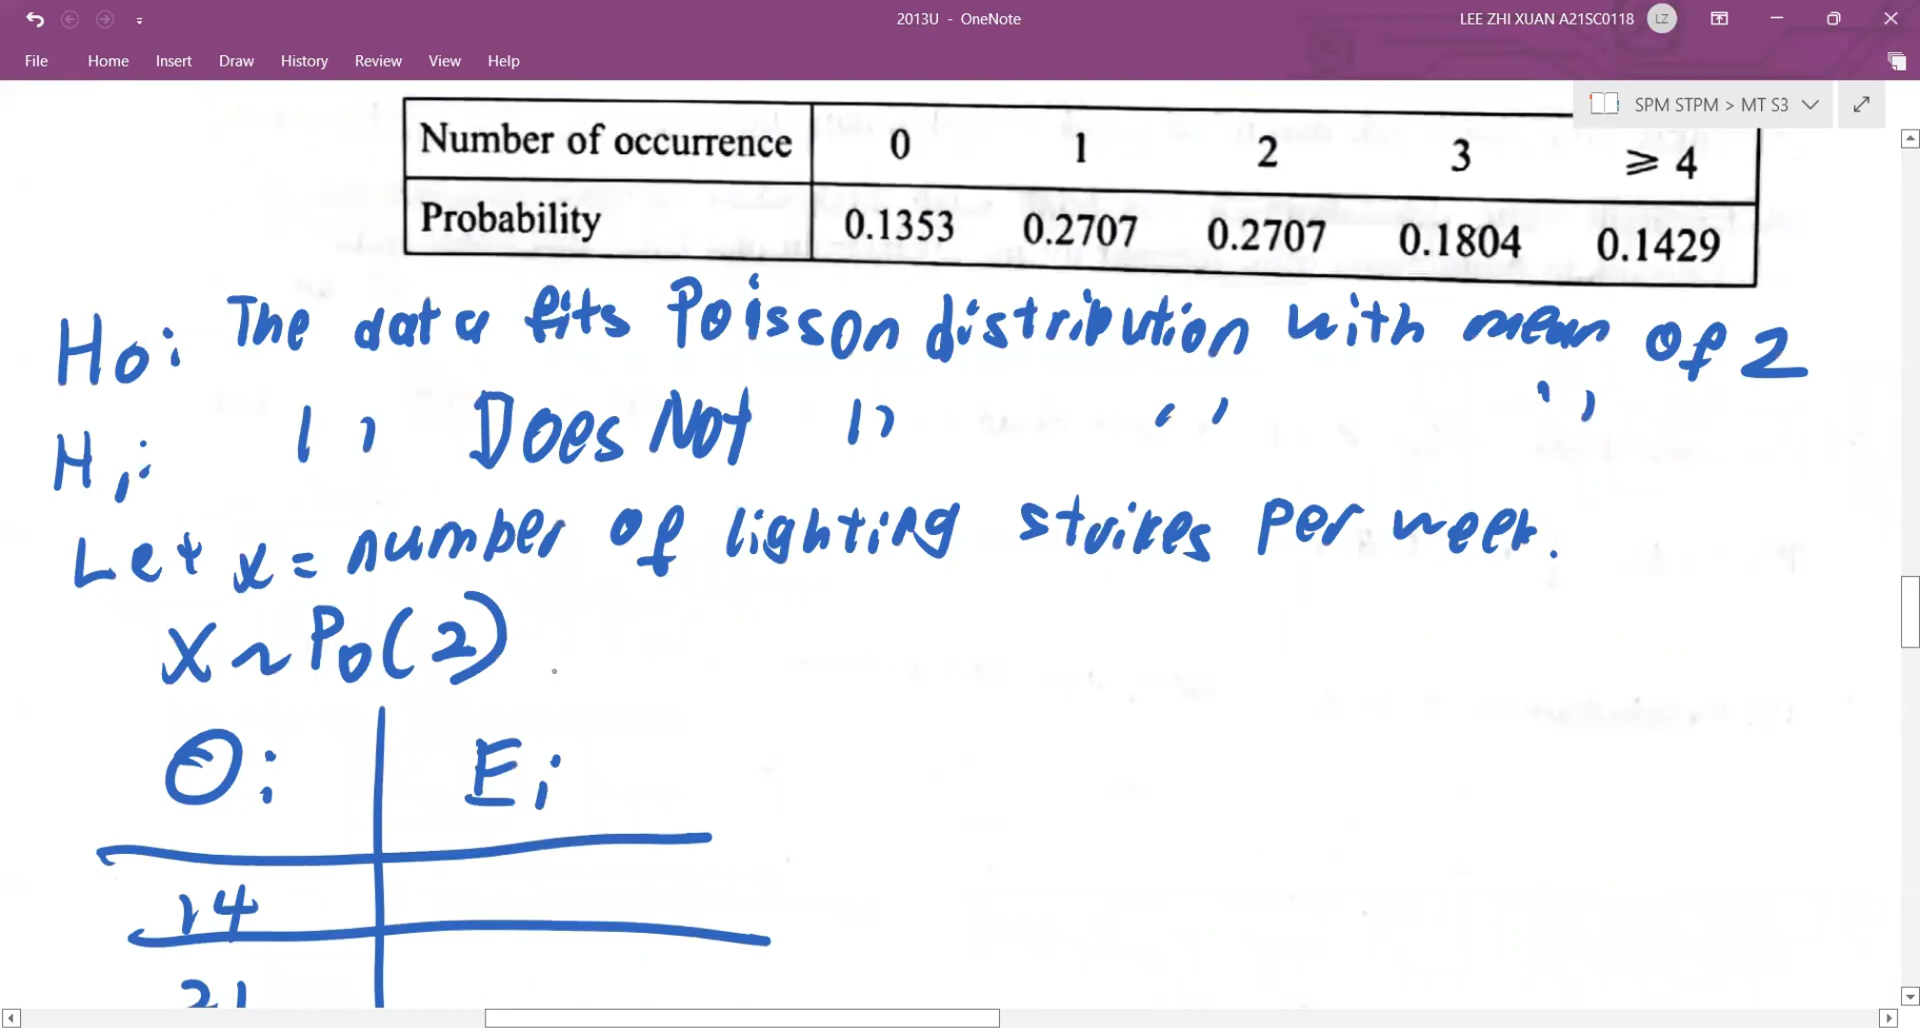 2013U - OneNote
LEE ZHI XUAN A21SC0118
LZ
File Home Insert Draw History Review View Help
SPM STPM > MT S3
Number of occurrence 0 1 2 3 ⩾ 4
Probability 0.1353 0.2707 0.2707 0.1804 0.1429
H0: The data fits Poisson distribution with mean of 2
H1: " Does Not " " "
Let x = number of lighting strikes per week.
X ~ Po(2)
Oi Ei
14
21